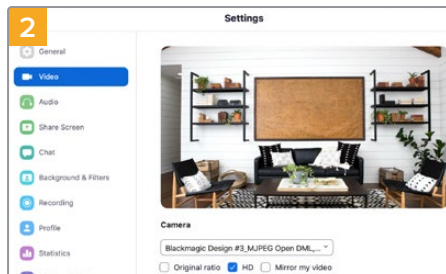 2
Settings
General
Video
Audio
Share Screen
Chat
Background & Filters
Recording
Profile
Statistics
Camera
Blackmagic Design #3_MJPEG Open DML,...
Original ratio HD Mirror my video